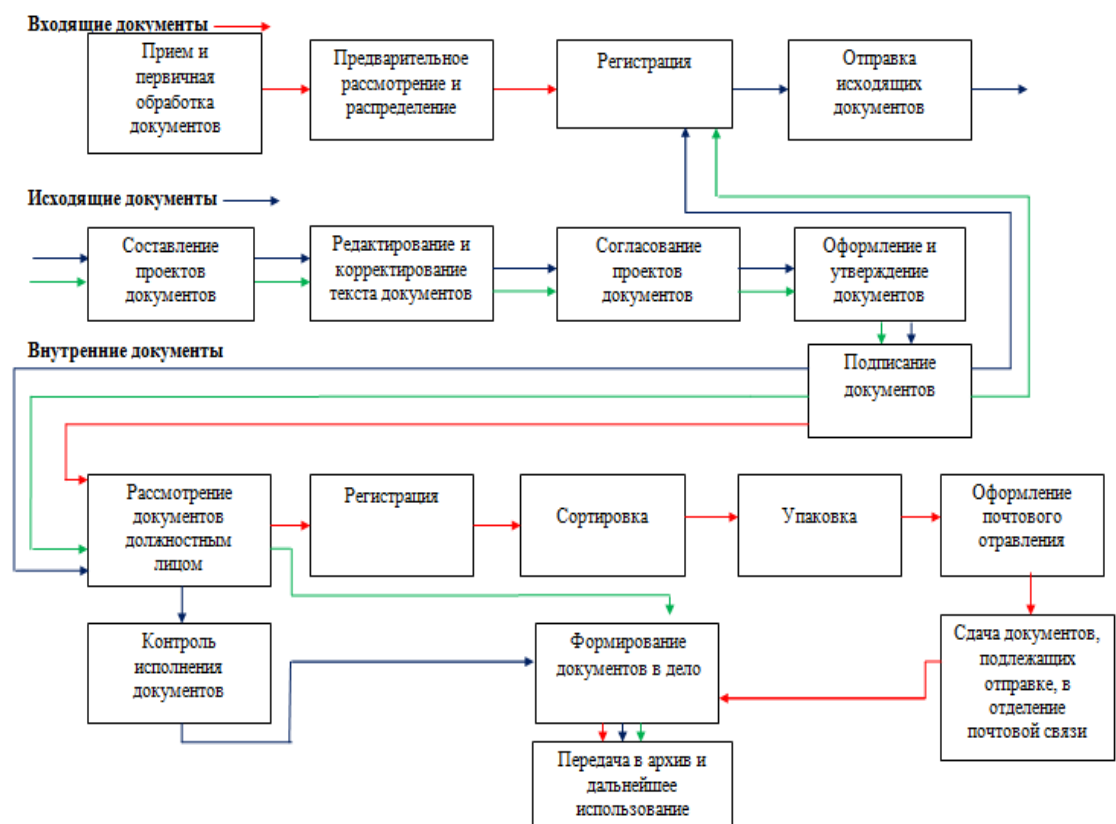 Входящие документы
Прием и
первичная
обработка
документов
Предварительное
рассмотрение и
распределение
Регистрация
Отправка
исходящих
документов
Исходящие документы
Составление
проектов
документов
Редактирование и
корректирование
текста документов
Согласование
проектов
документов
Оформление и
утверждение
документов
Внутренние документы
Подписание
документов
Рассмотрение
документов
должностным
лицом
Регистрация
Сортировка
Упаковка
Оформление
почтового
отравления
Контроль
исполнения
документов
Формирование
документов в дело
Сдача документов,
подлежащих
отправке, в
отделение
почтовой связи
Передача в архив и
дальнейшее
использование